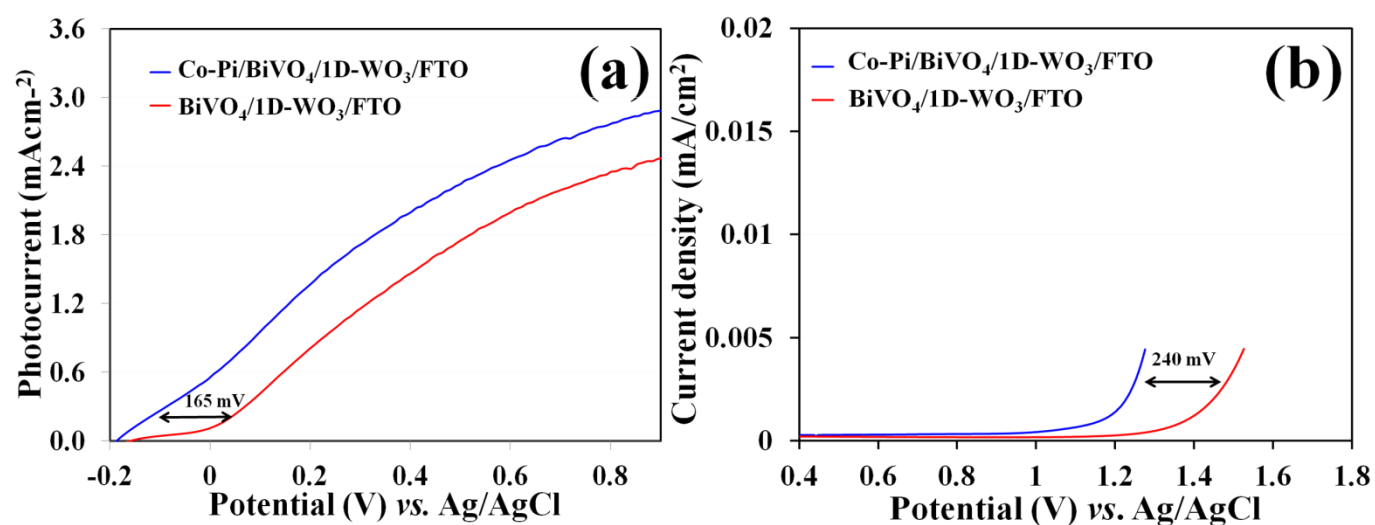 (a)
Co-Pi/BiVO₄/1D-WO₃/FTO
BiVO₄/1D-WO₃/FTO
Photocurrent (mAcm-²)
3.6
3.0
2.4
1.8
1.2
0.6
0.0
165 mV
-0.2 0 0.2 0.4 0.6 0.8
Potential (V) vs. Ag/AgCl
(b)
Co-Pi/BiVO₄/1D-WO₃/FTO
BiVO₄/1D-WO₃/FTO
Current density (mA/cm²)
0.02
0.015
0.01
0.005
0
240 mV
0.4 0.6 0.8 1 1.2 1.4 1.6 1.8
Potential (V) vs. Ag/AgCl